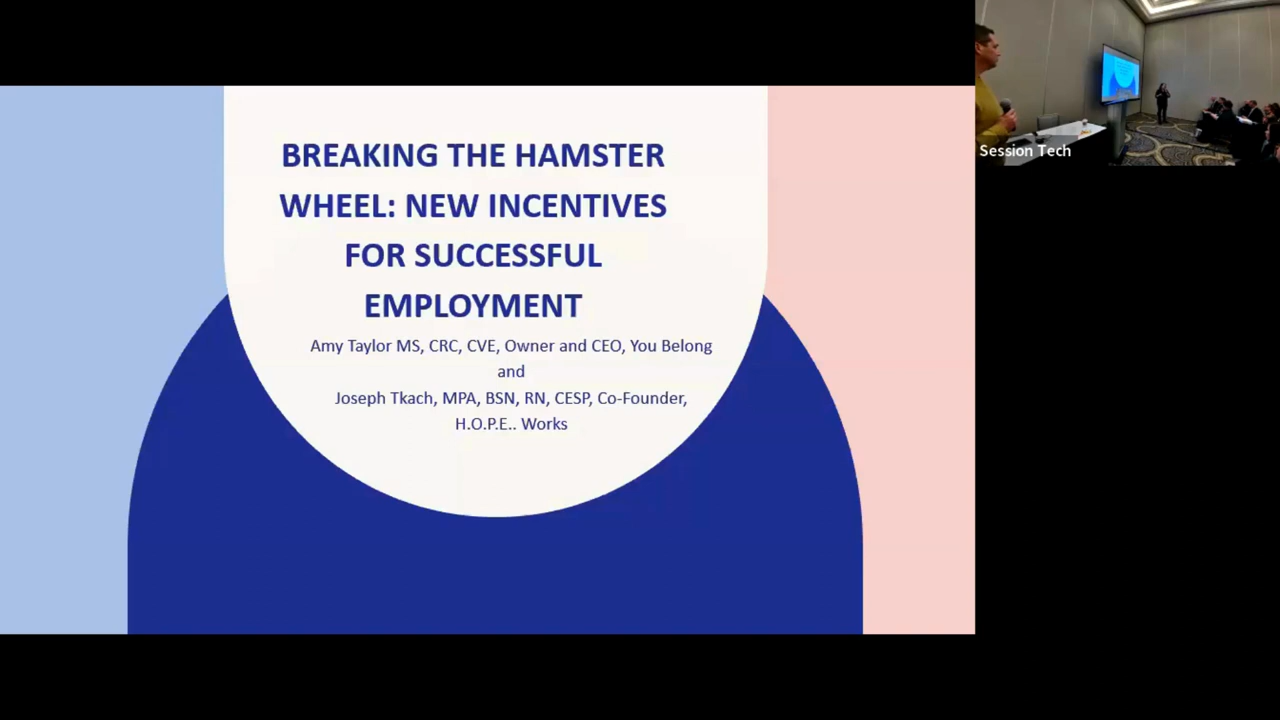 BREAKING THE HAMSTER
WHEEL: NEW INCENTIVES
FOR SUCCESSFUL
EMPLOYMENT
Amy Taylor MS, CRC, CVE, Owner and CEO, You Belong
and
Joseph Tkach, MPA, BSN, RN, CESP, Co-Founder,
H.O.P.E.. Works
Session Tech